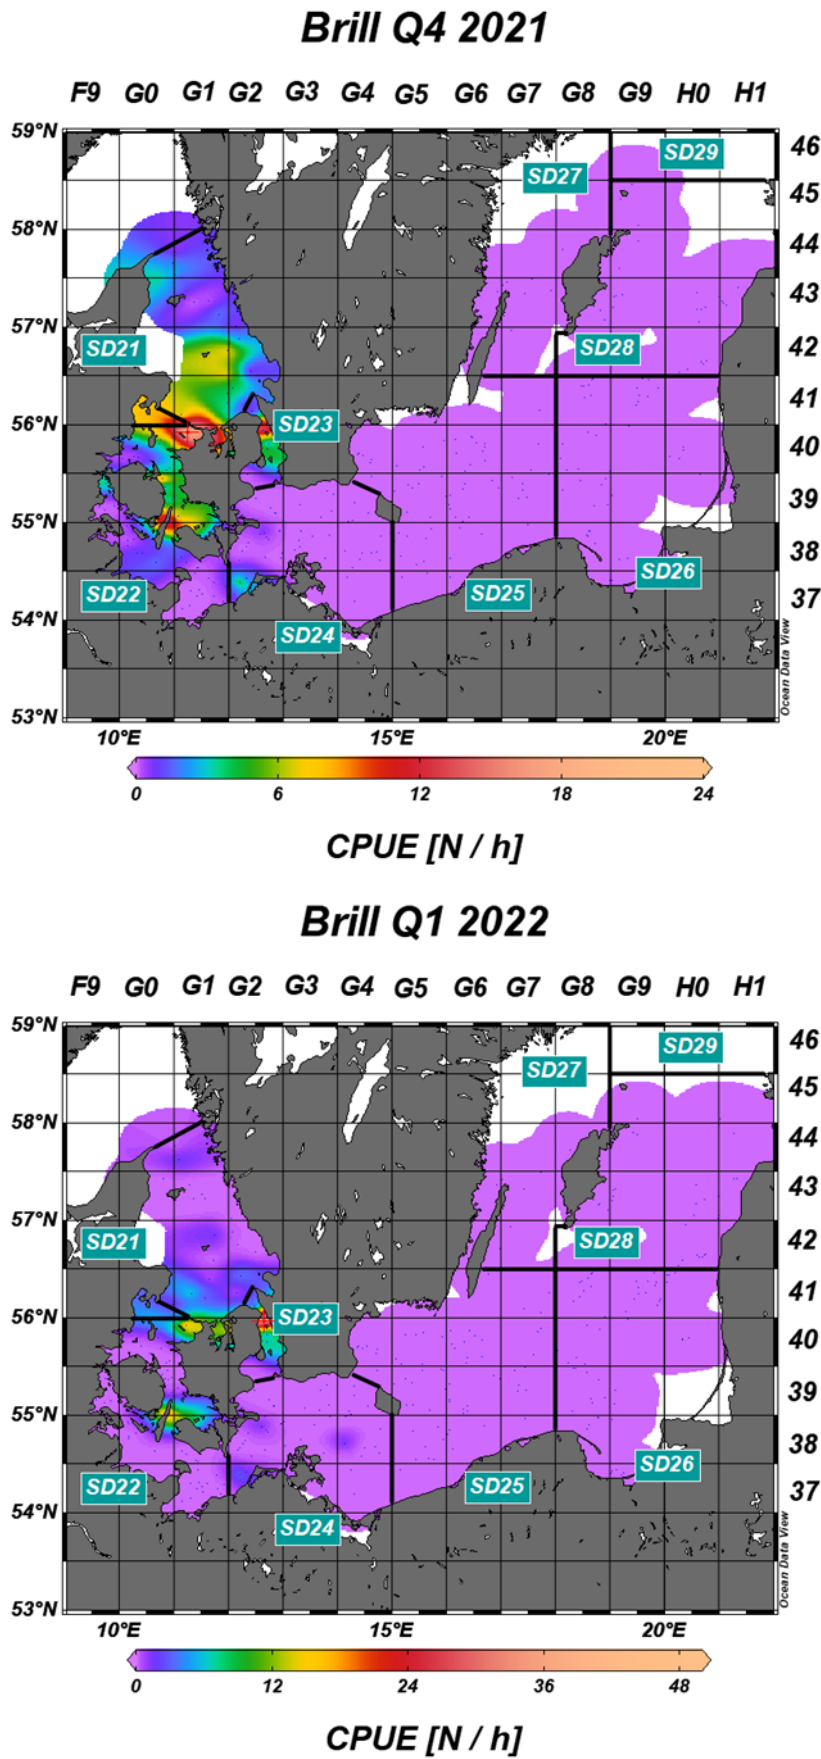 Brill Q4 2021
F9 G0 G1 G2 G3 G4 G5 G6 G7 G8 G9 H0 H1
59°N 46
SD29
SD27
45
58°N
44
43
57°N
SD21 SD28 42
41
56°N SD23
40
39
55°N
38
SD26
SD22 SD25 37
54°N
SD24
Ocean Data View
53°N
10°E 15°E 20°E
0 6 12 18 24
CPUE [N / h]
Brill Q1 2022
F9 G0 G1 G2 G3 G4 G5 G6 G7 G8 G9 H0 H1
59°N 46
SD29
SD27
45
58°N
44
43
57°N
SD21 SD28 42
41
56°N SD23
40
39
55°N
38
SD26
SD22 SD25 37
54°N
SD24
Ocean Data View
53°N
10°E 15°E 20°E
0 12 24 36 48
CPUE [N / h]